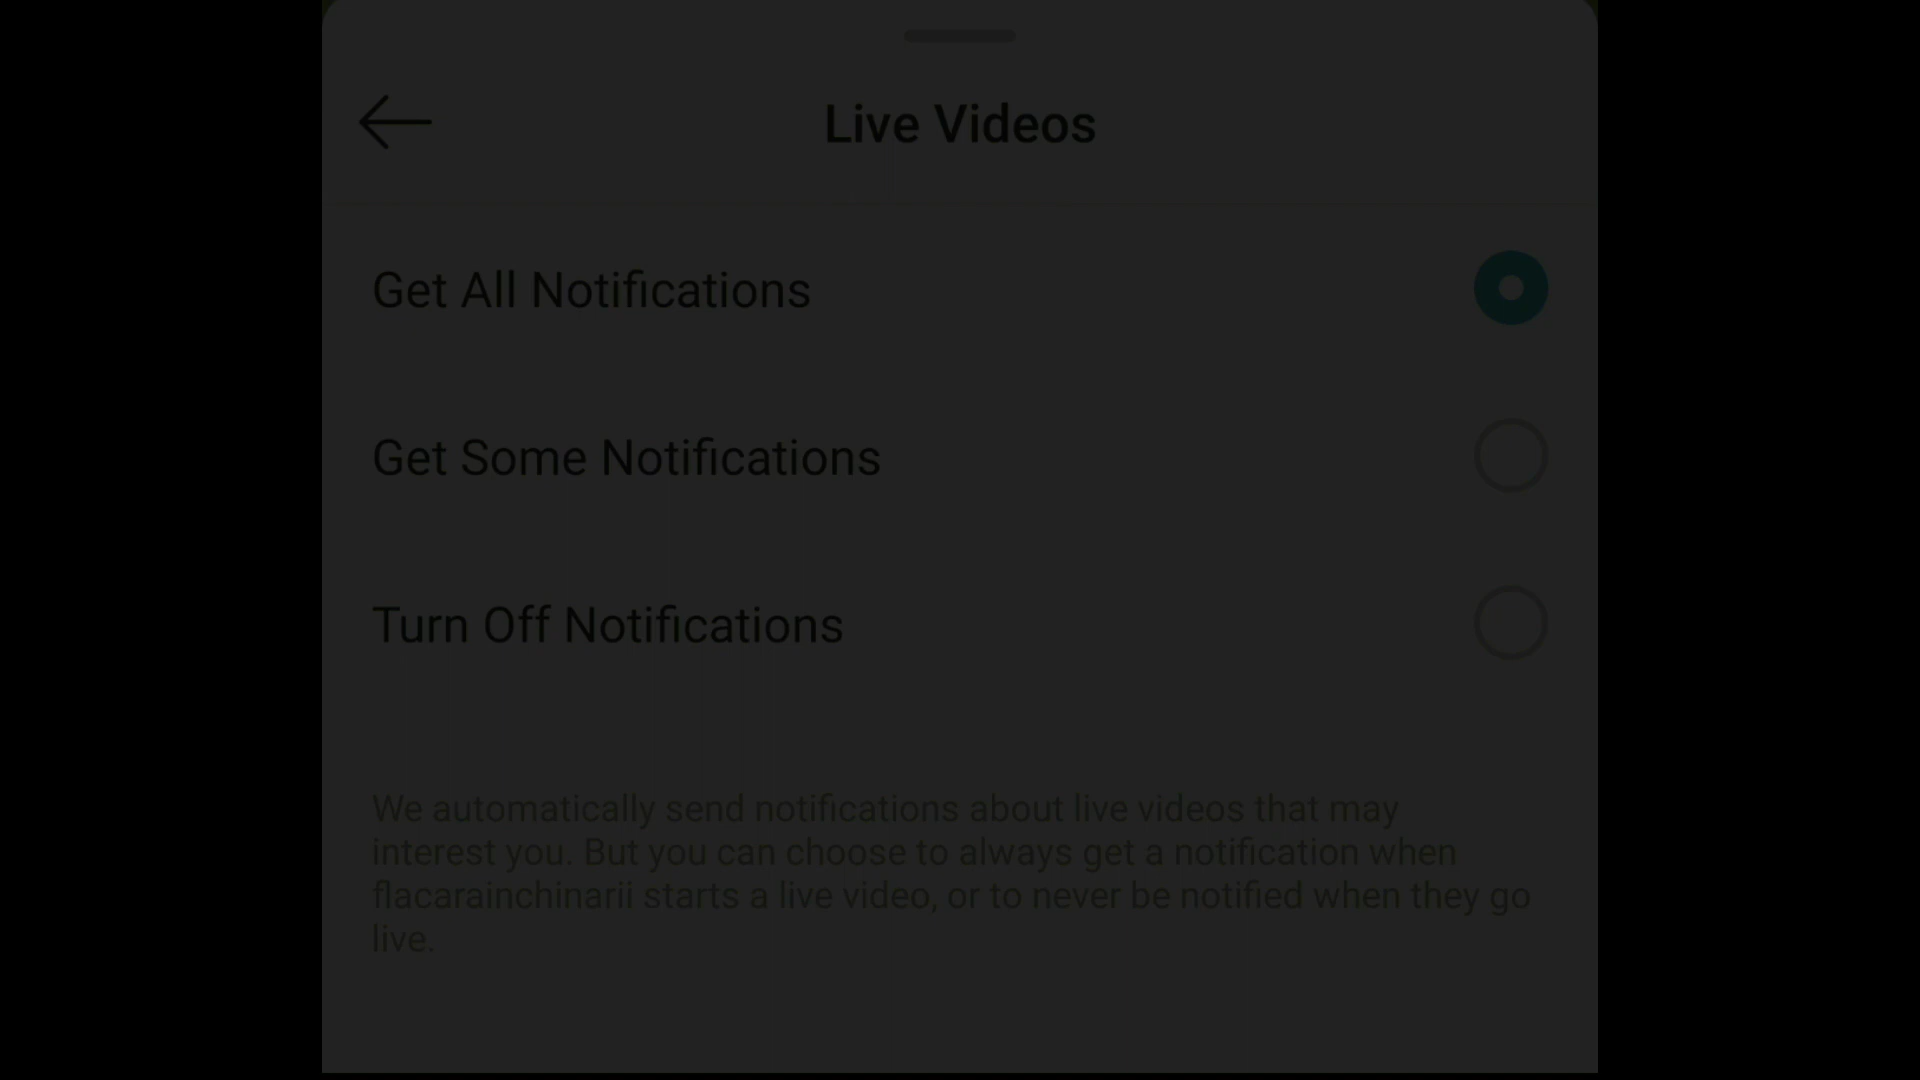 Live Videos
Get All Notifications
Get Some Notifications
Turn Off Notifications
We automatically send notifications about live videos that may
interest you. But you can choose to always get a notification when
flacarainchinarii starts a live video, or to never be notified when they go
live.